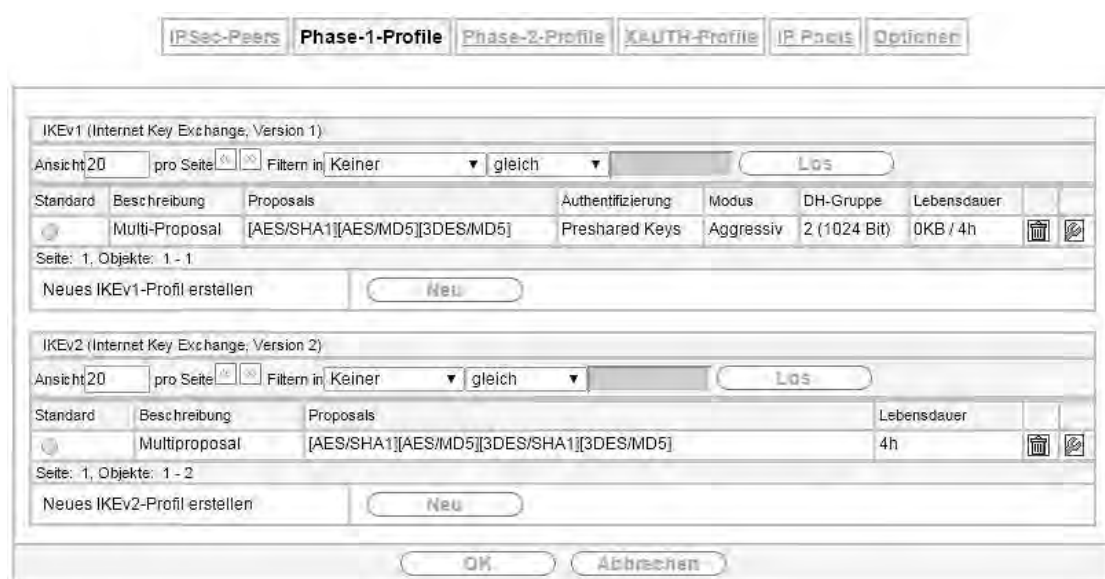 IPSec-Peers Phase-1-Profile Phase-2-Profile XAUTH-Profile IP Pools Optionen
IKEv1 (Internet Key Exchange, Version 1)
Ansicht 20 pro Seite Filtern in Keiner gleich Los
Standard Beschreibung Proposals Authentifizierung Modus DH-Gruppe Lebensdauer
Multi-Proposal [AES/SHA1][AES/MD5][3DES/MD5] Preshared Keys Aggressiv 2 (1024 Bit) 0KB / 4h
Seite: 1, Objekte: 1 - 1
Neues IKEv1-Profil erstellen Neu
IKEv2 (Internet Key Exchange, Version 2)
Ansicht 20 pro Seite Filtern in Keiner gleich Los
Standard Beschreibung Proposals Lebensdauer
Multiproposal [AES/SHA1][AES/MD5][3DES/SHA1][3DES/MD5] 4h
Seite: 1, Objekte: 1 - 2
Neues IKEv2-Profil erstellen Neu
OK Abbrechen